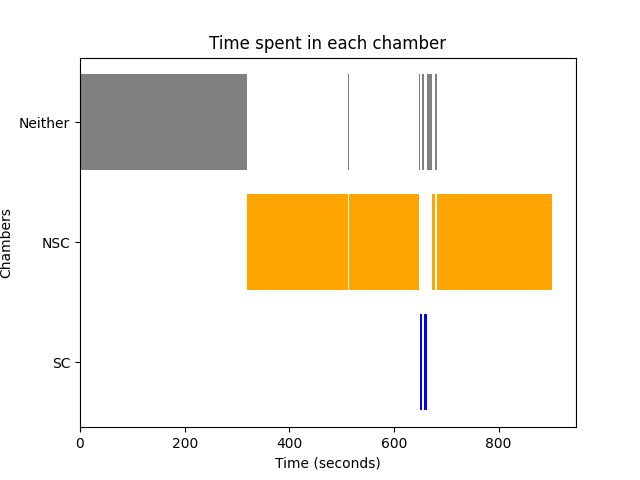 Time spent in each chamber
Neither
NSC
SC
Chambers
0 200 400 600 800
Time (seconds)